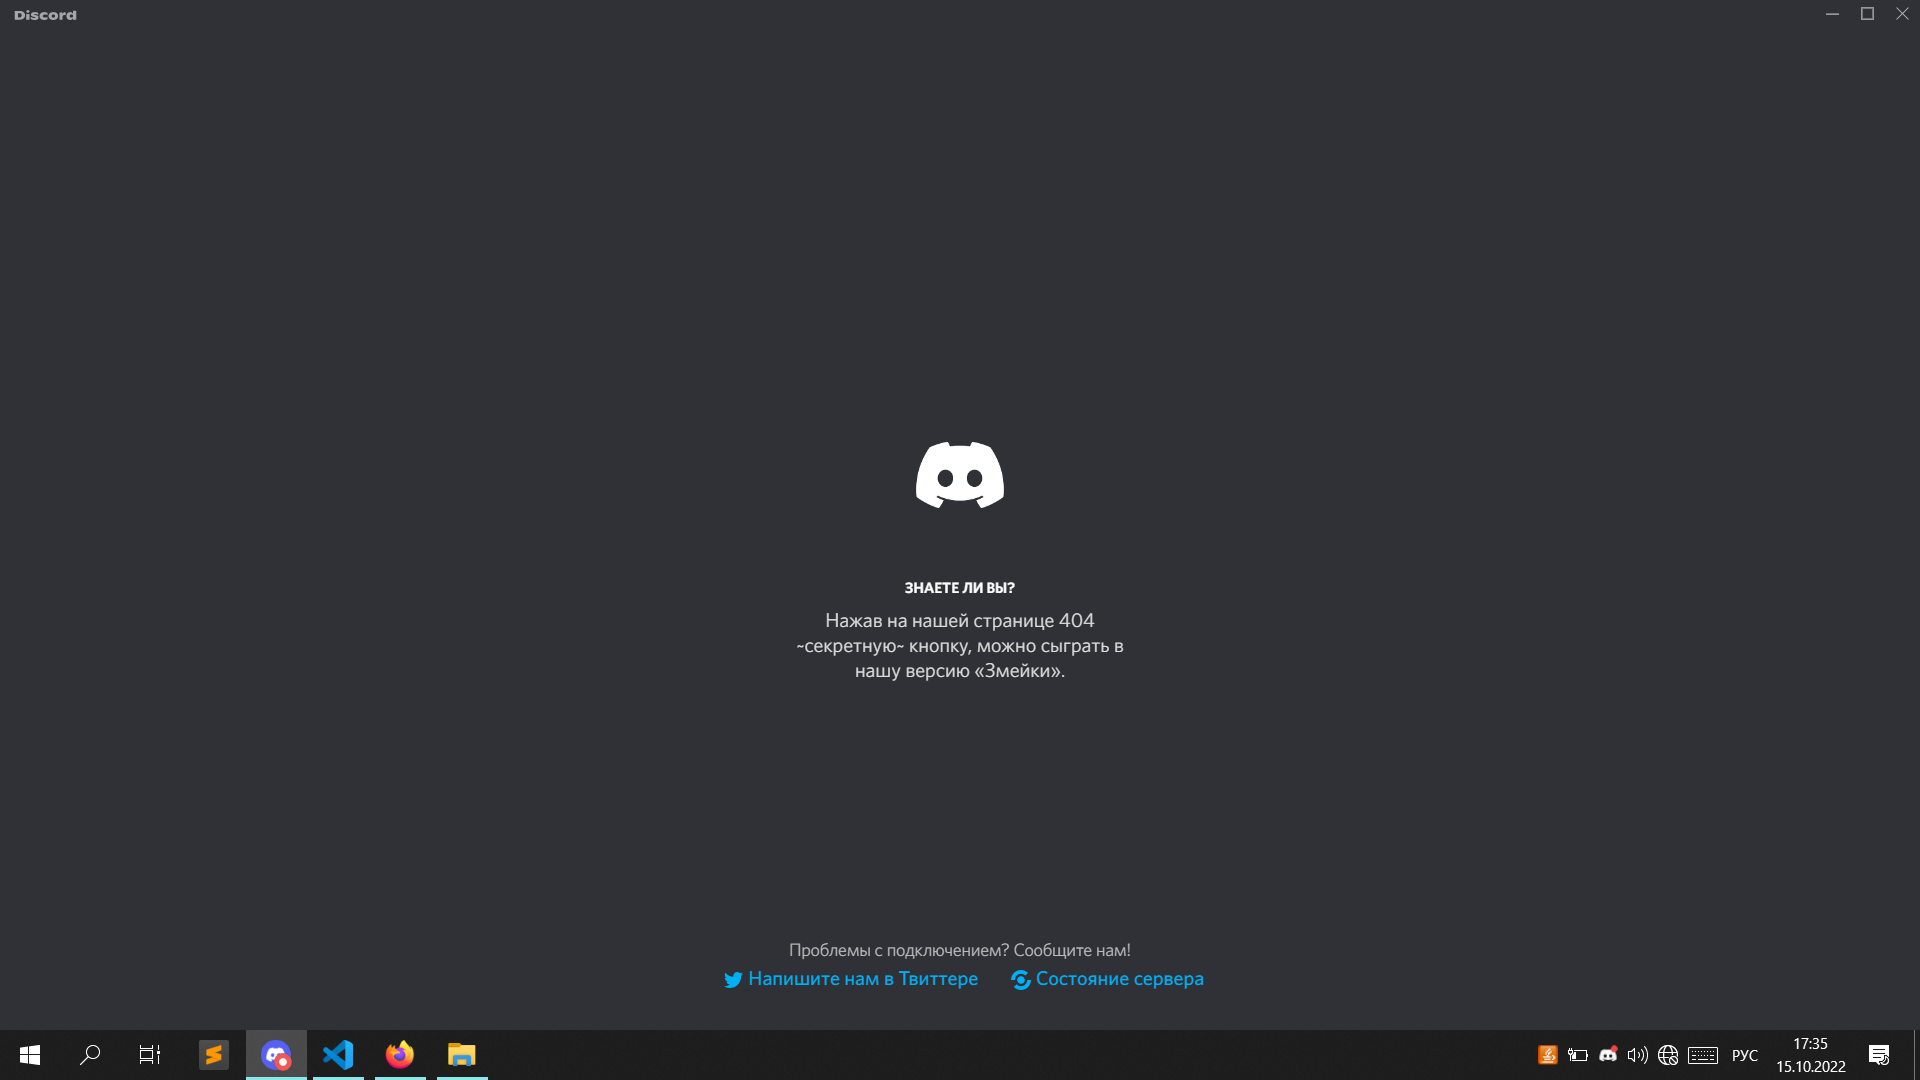 Discord
ЗНАЕТЕ ЛИ ВЫ?
Нажав на нашей странице 404
~секретную~ кнопку, можно сыграть в
нашу версию «Змейки».
Проблемы с подключением? Сообщите нам!
Напишите нам в Твиттере
Состояние сервера
РУС
17:35
15.10.2022